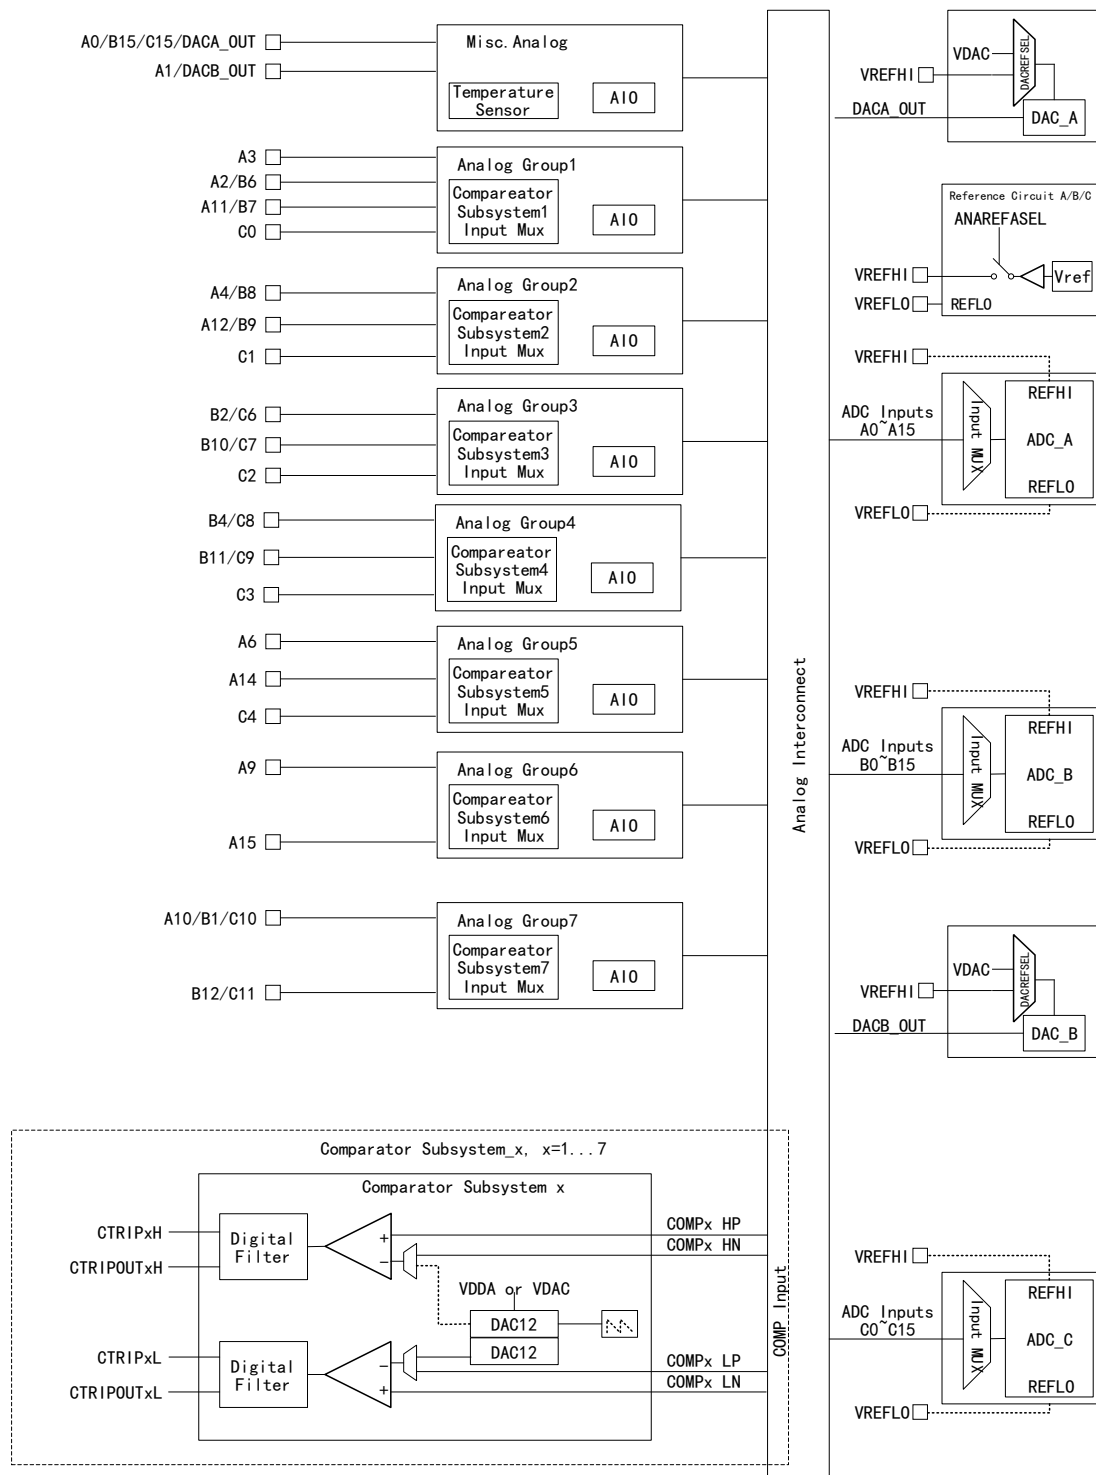 A0/B15/C15/DACA_OUT
A1/DACB_OUT
Misc.Analog
Temperature
Sensor
AIO
A3
A2/B6
A11/B7
C0
Analog Group1
Compareator
Subsystem1
Input Mux
AIO
A4/B8
A12/B9
C1
Analog Group2
Compareator
Subsystem2
Input Mux
AIO
B2/C6
B10/C7
C2
Analog Group3
Compareator
Subsystem3
Input Mux
AIO
B4/C8
B11/C9
C3
Analog Group4
Compareator
Subsystem4
Input Mux
AIO
A6
A14
C4
Analog Group5
Compareator
Subsystem5
Input Mux
AIO
A9
A15
Analog Group6
Compareator
Subsystem6
Input Mux
AIO
A10/B1/C10
B12/C11
Analog Group7
Compareator
Subsystem7
Input Mux
AIO
Analog Interconnect
VDAC
VREFHI
DACREFSEL
DACA_OUT
DAC_A
Reference Circuit A/B/C
ANAREFASEL
VREFHI
Vref
VREFLO
REFLO
VREFHI
REFHI
ADC Inputs
A0~A15
Input MUX
ADC_A
REFLO
VREFLO
VREFHI
REFHI
ADC Inputs
B0~B15
Input MUX
ADC_B
REFLO
VREFLO
VDAC
VREFHI
DACREFSEL
DACB_OUT
DAC_B
VREFHI
REFHI
ADC Inputs
C0~C15
Input MUX
ADC_C
REFLO
VREFLO
Comparator Subsystem_x, x=1...7
Comparator Subsystem x
CTRIPxH
CTRIPOUTxH
Digital
Filter
+
−
COMPx HP
COMPx HN
VDDA or VDAC
DAC12
DAC12
CTRIPxL
CTRIPOUTxL
Digital
Filter
−
+
COMPx LP
COMPx LN
COMP Input